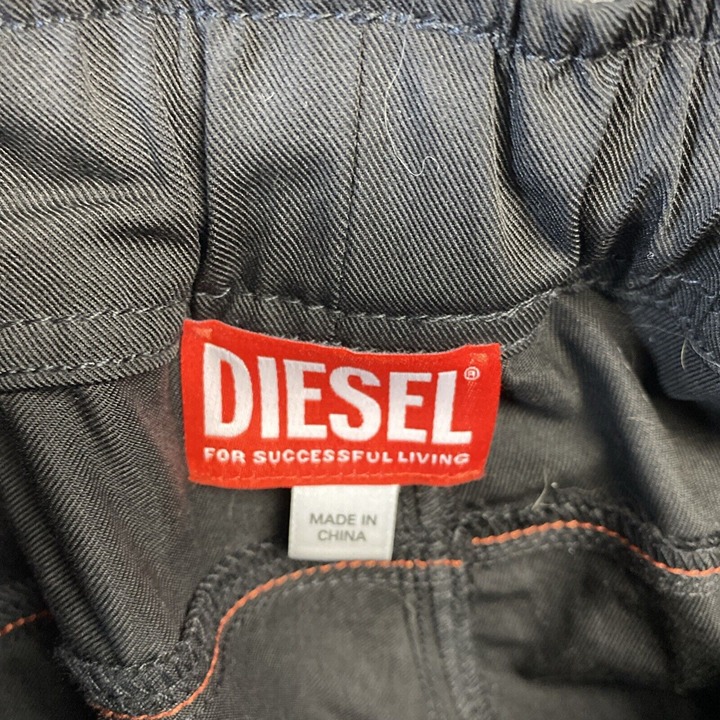 DIESEL®
FOR SUCCESSFUL LIVING
MADE IN
CHINA